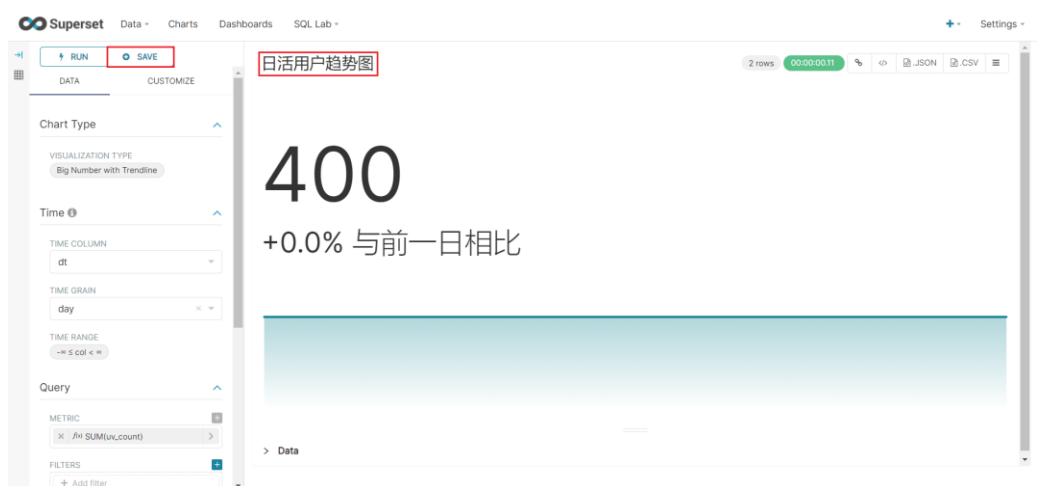 Superset Data Charts Dashboards SQL Lab + Settings
RUN SAVE
DATA CUSTOMIZE
日活用户趋势图
2 rows 00:00:00.11 </> .JSON .CSV
Chart Type
VISUALIZATION TYPE
Big Number with Trendline
Time
TIME COLUMN
dt
TIME GRAIN
day
TIME RANGE
-∞ ≤ col < ∞
Query
METRIC
f(x) SUM(uv_count)
FILTERS
+ Add filter
400
+0.0% 与前一日相比
> Data